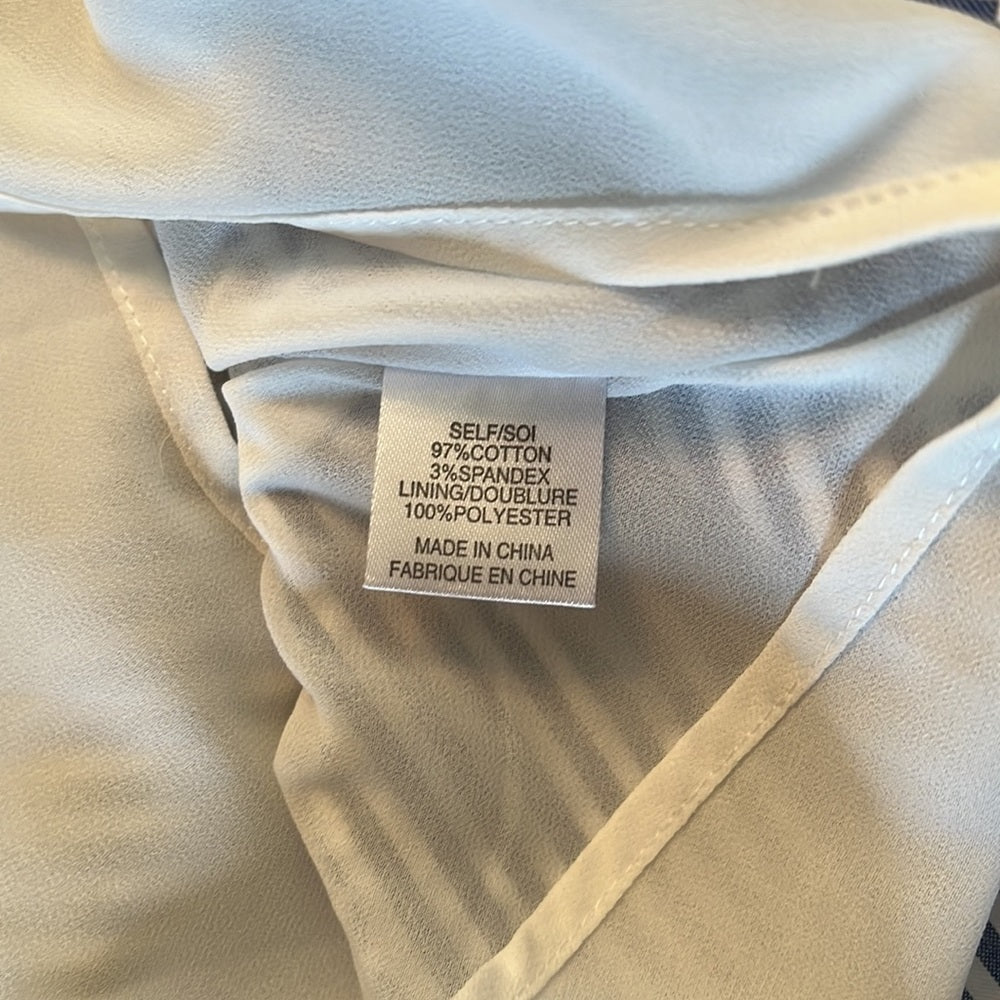 SELF/SOI
97%COTTON
3%SPANDEX
LINING/DOUBLURE
100%POLYESTER
MADE IN CHINA
FABRIQUE EN CHINE